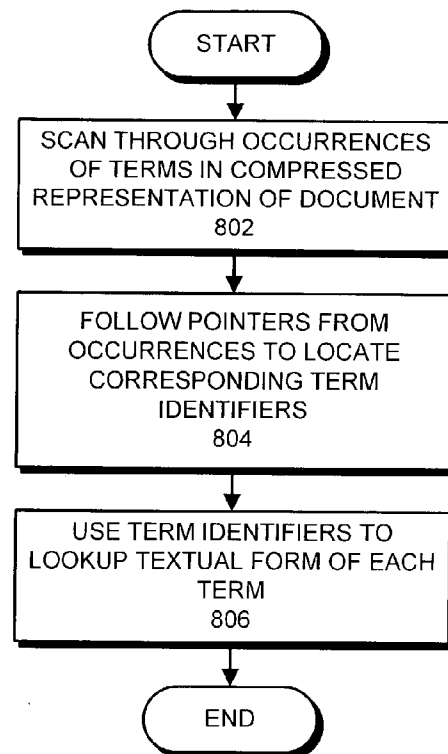 START
SCAN THROUGH OCCURRENCES
OF TERMS IN COMPRESSED
REPRESENTATION OF DOCUMENT
802
FOLLOW POINTERS FROM
OCCURRENCES TO LOCATE
CORRESPONDING TERM
IDENTIFIERS
804
USE TERM IDENTIFIERS TO
LOOKUP TEXTUAL FORM OF EACH
TERM
806
END